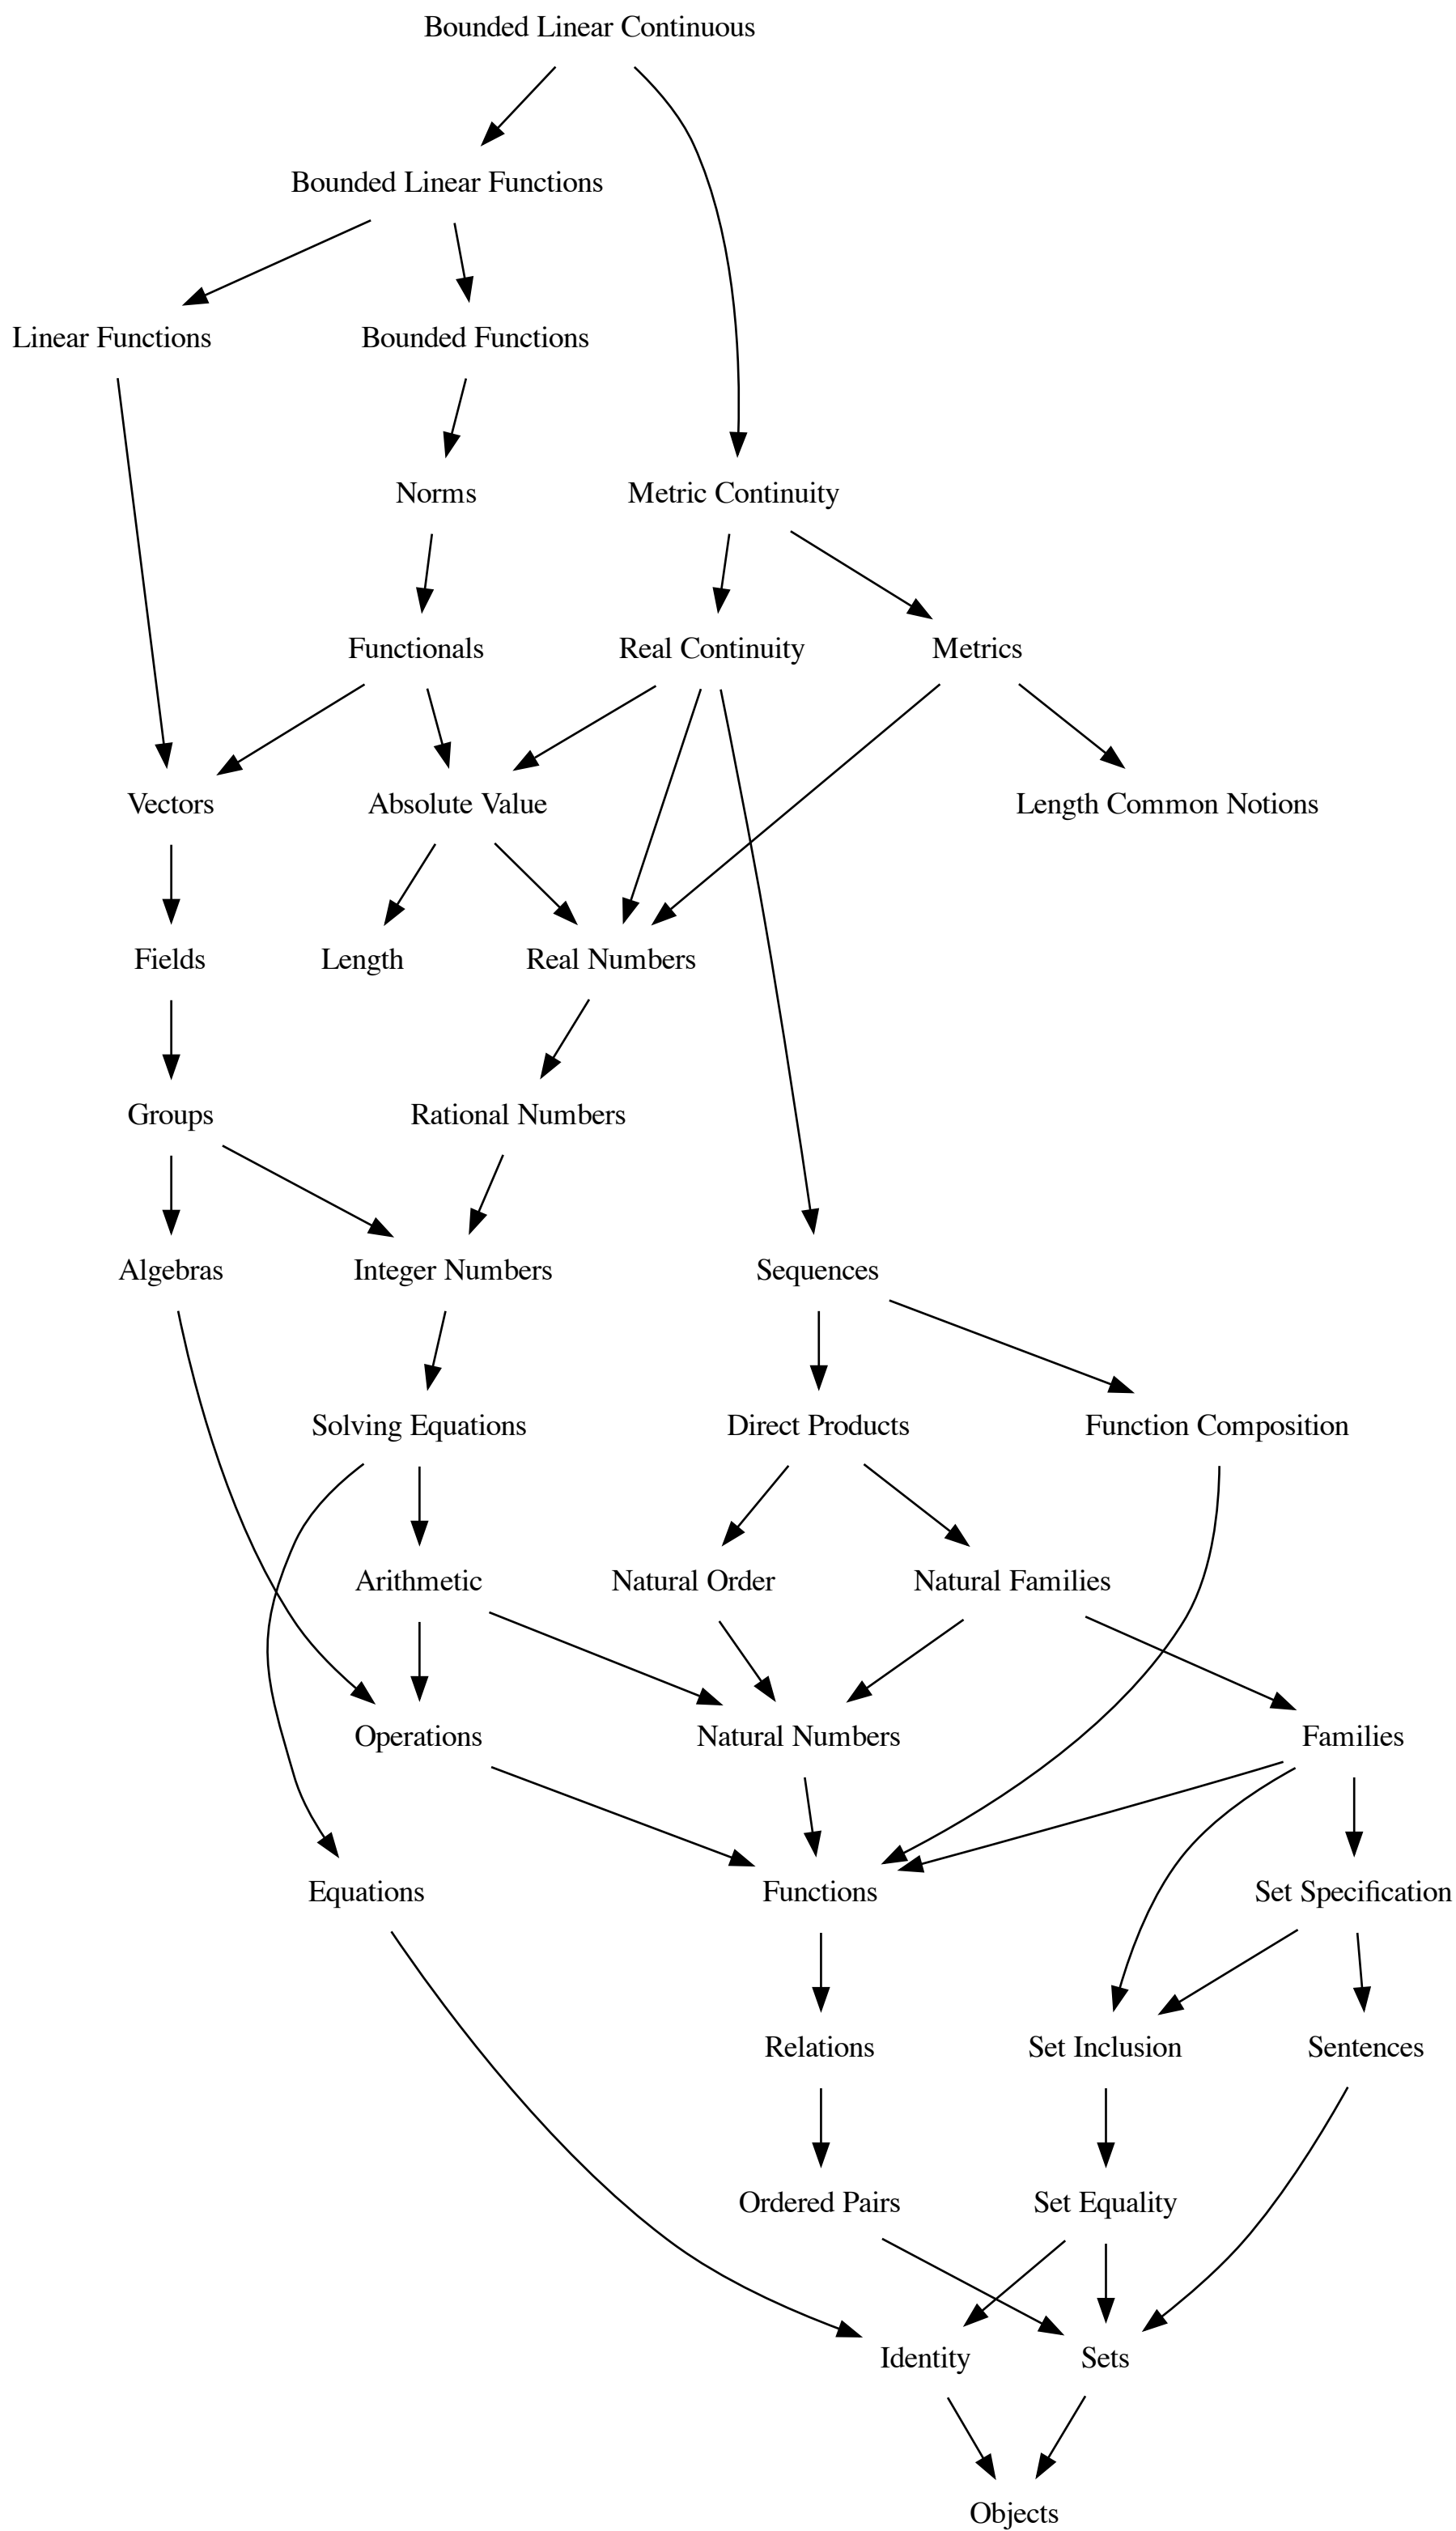 Bounded Linear Continuous
Bounded Linear Functions
Linear Functions
Bounded Functions
Norms
Metric Continuity
Functionals
Real Continuity
Metrics
Vectors
Absolute Value
Length Common Notions
Fields
Length
Real Numbers
Groups
Rational Numbers
Algebras
Integer Numbers
Sequences
Solving Equations
Direct Products
Function Composition
Arithmetic
Natural Order
Natural Families
Operations
Natural Numbers
Families
Equations
Functions
Set Specification
Relations
Set Inclusion
Sentences
Ordered Pairs
Set Equality
Identity
Sets
Objects